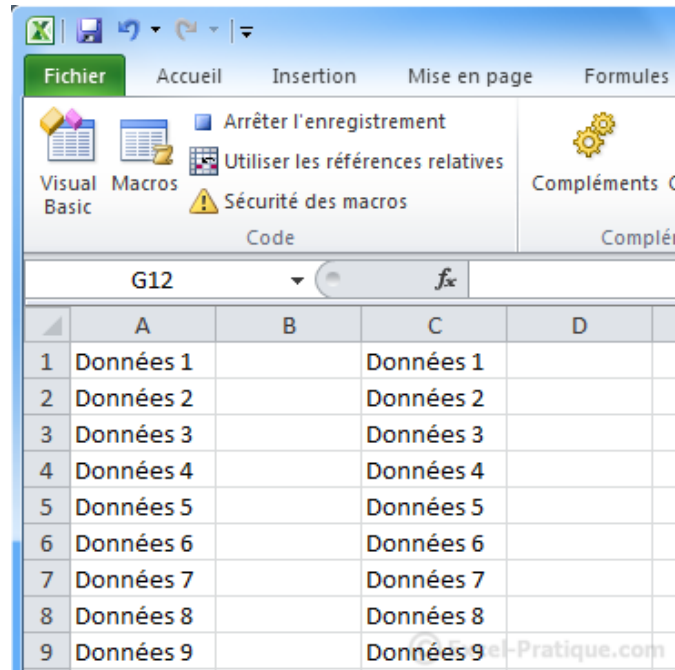 Fichier Accueil Insertion Mise en page Formules
Visual Basic
Macros
Arrêter l'enregistrement
Utiliser les références relatives
Sécurité des macros
Compléments
Code
G12 fx
A B C D
1 Données 1 Données 1
2 Données 2 Données 2
3 Données 3 Données 3
4 Données 4 Données 4
5 Données 5 Données 5
6 Données 6 Données 6
7 Données 7 Données 7
8 Données 8 Données 8
9 Données 9 Données 9
-Pratique.com